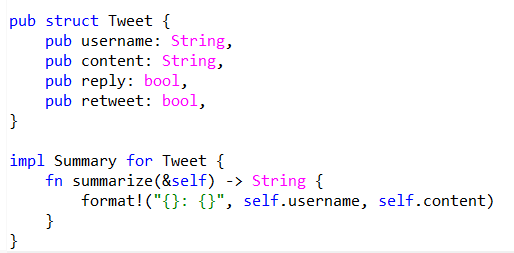 pub struct Tweet {
    pub username: String,
    pub content: String,
    pub reply: bool,
    pub retweet: bool,
}

impl Summary for Tweet {
    fn summarize(&self) -> String {
        format!("{}: {}", self.username, self.content)
    }
}